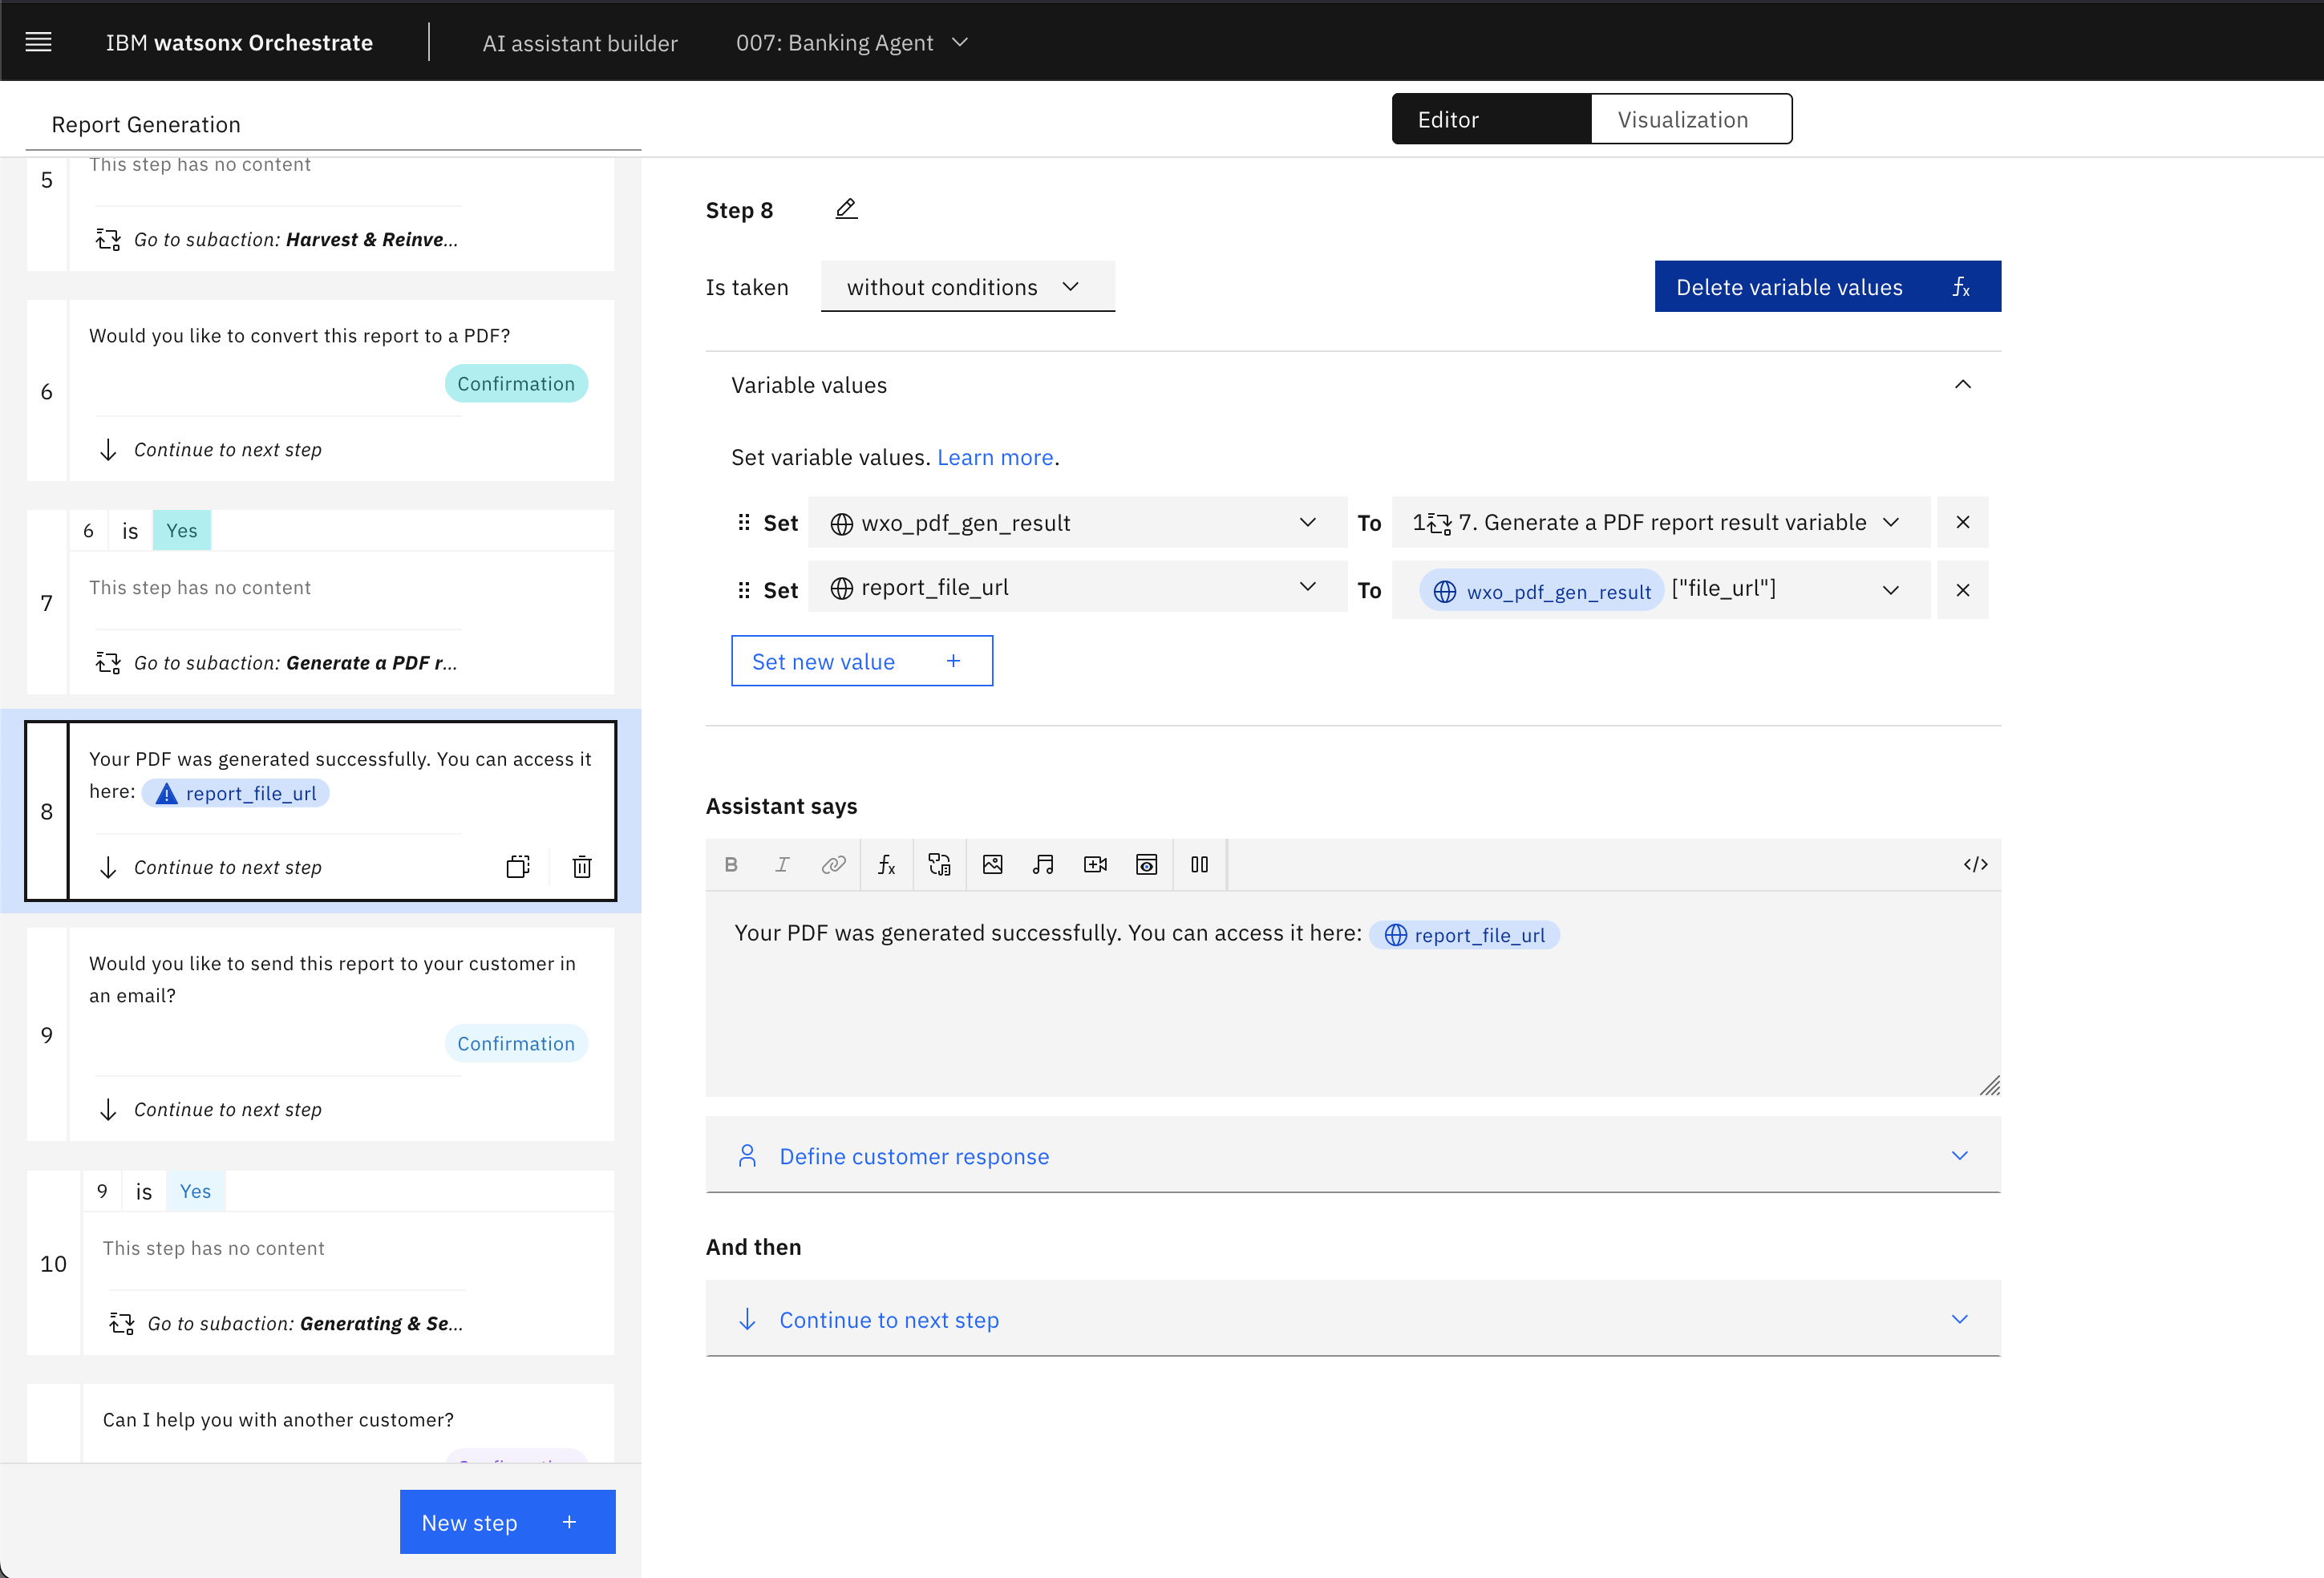 IBM watsonx Orchestrate
AI assistant builder
007: Banking Agent
Report Generation
Editor
Visualization
5
This step has no content
Go to subaction: Harvest & Reinve...
6
Would you like to convert this report to a PDF?
Confirmation
Continue to next step
7
6 is Yes
This step has no content
Go to subaction: Generate a PDF r...
8
Your PDF was generated successfully. You can access it
here: report_file_url
Continue to next step
9
Would you like to send this report to your customer in
an email?
Confirmation
Continue to next step
10
9 is Yes
This step has no content
Go to subaction: Generating & Se...
Can I help you with another customer?
New step +
Step 8
Is taken without conditions
Delete variable values fx
Variable values
Set variable values. Learn more.
Set wxo_pdf_gen_result To 1 7. Generate a PDF report result variable
Set report_file_url To wxo_pdf_gen_result ["file_url"]
Set new value +
Assistant says
B I fx </>
Your PDF was generated successfully. You can access it here: report_file_url
Define customer response
And then
Continue to next step